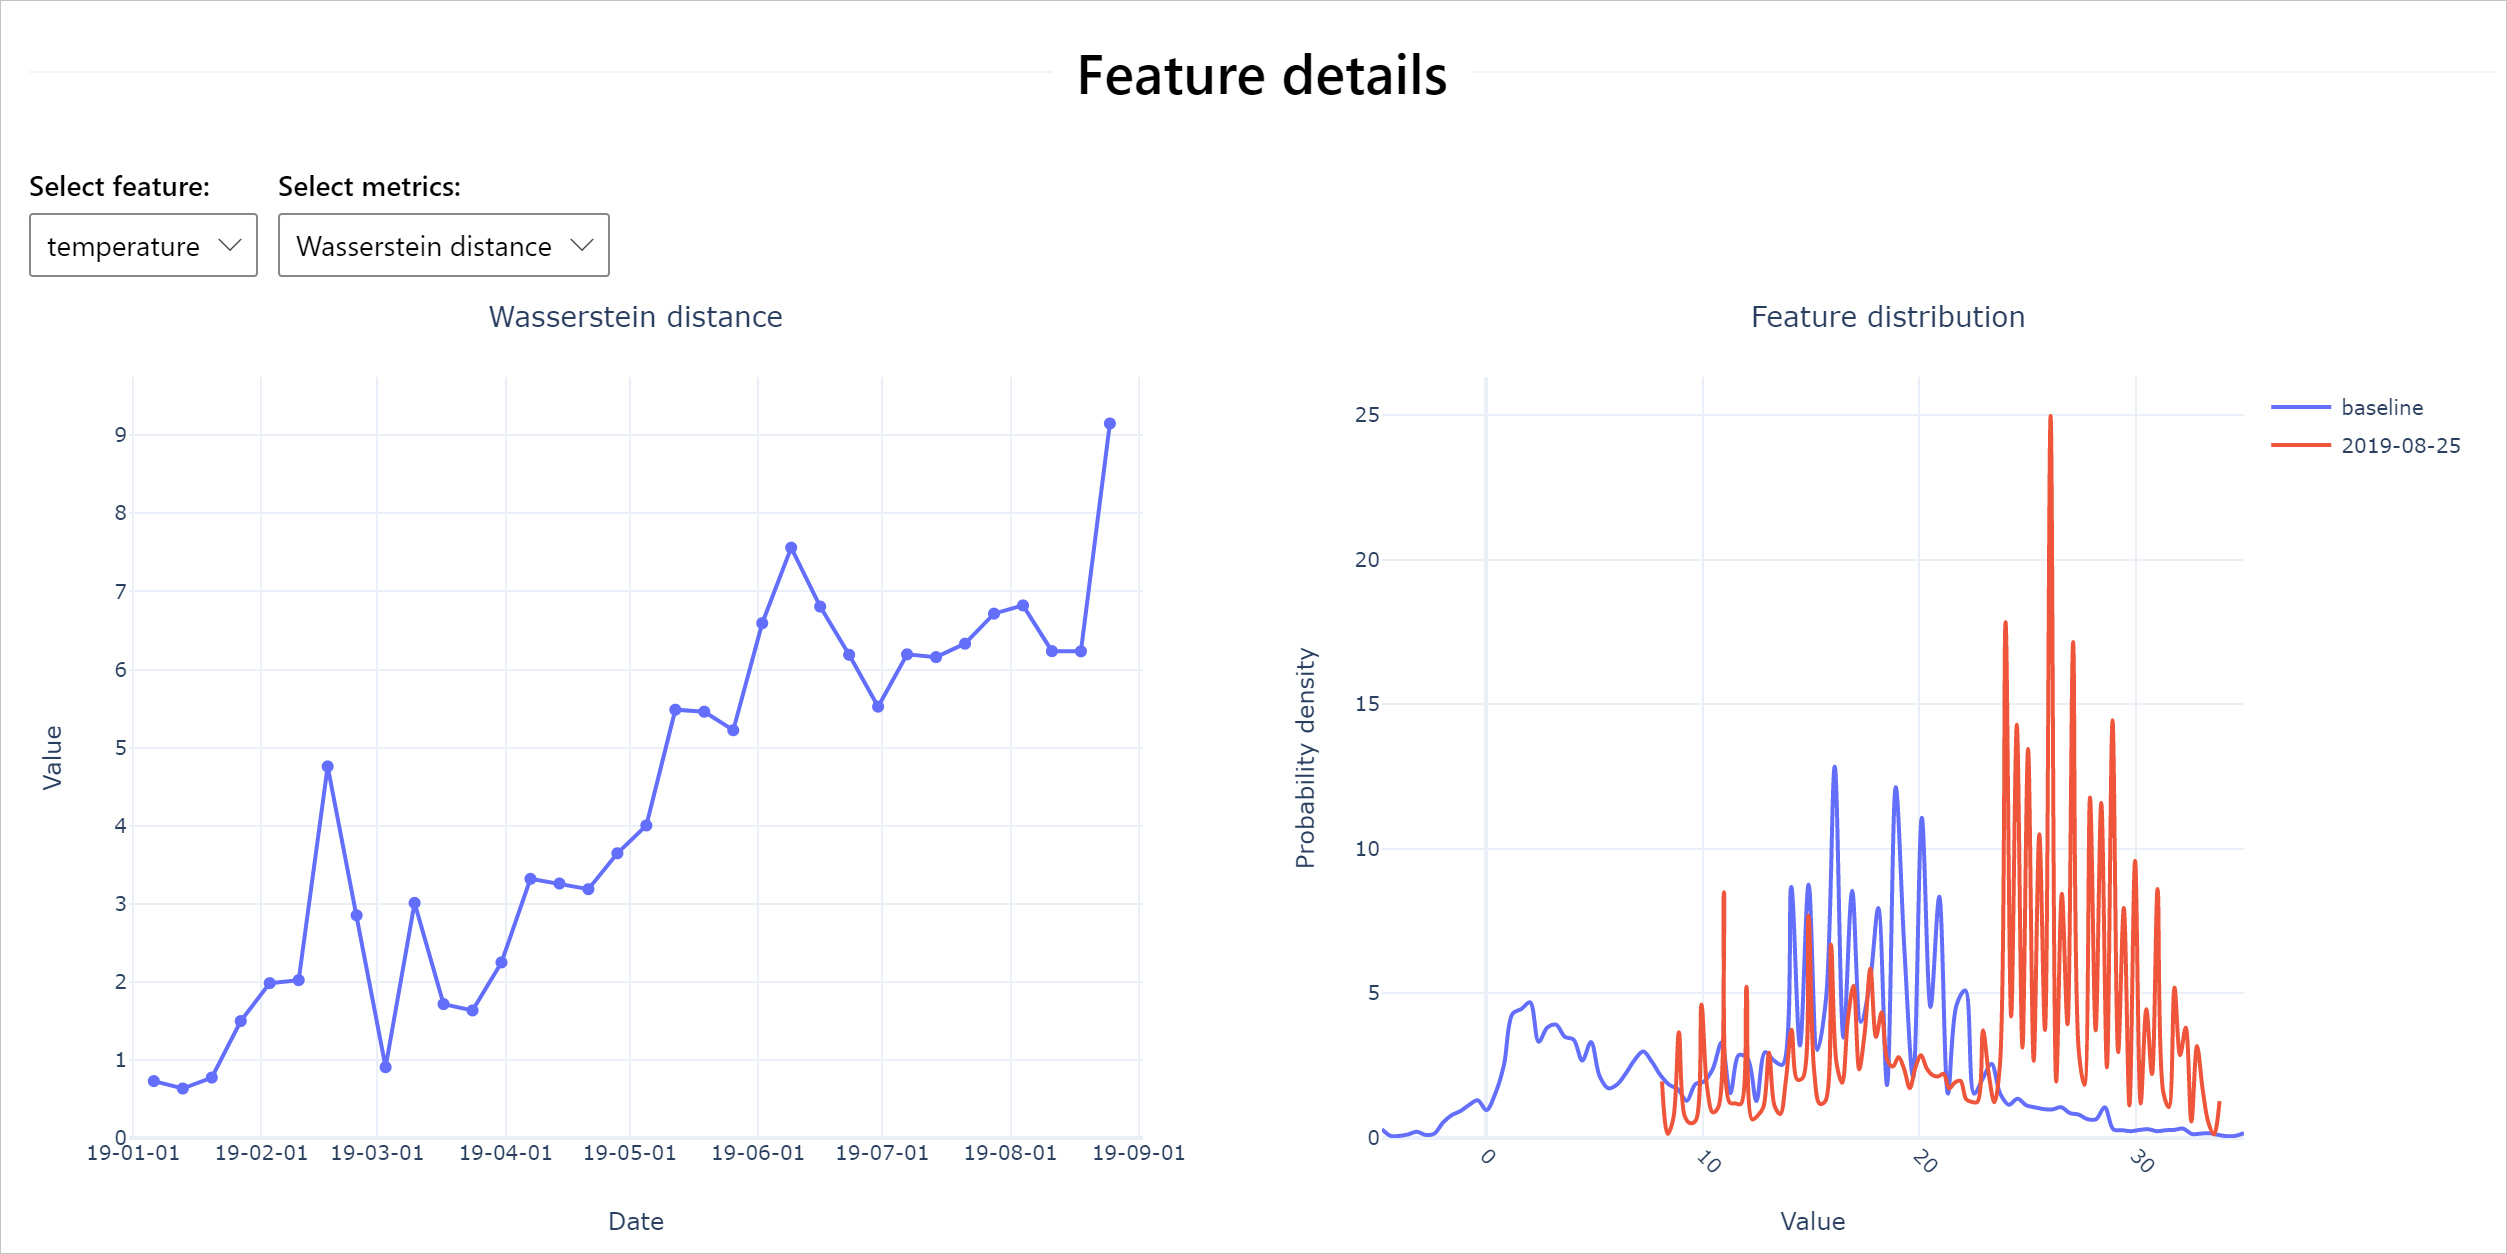 Feature details
Select feature: Select metrics:
temperature Wasserstein distance
Wasserstein distance
Value
9
8
7
6
5
4
3
2
1
0
19-01-01 19-02-01 19-03-01 19-04-01 19-05-01 19-06-01 19-07-01 19-08-01 19-09-01
Date
Feature distribution
Probability density
25
20
15
10
5
0
0 10 20 30
Value
baseline
2019-08-25